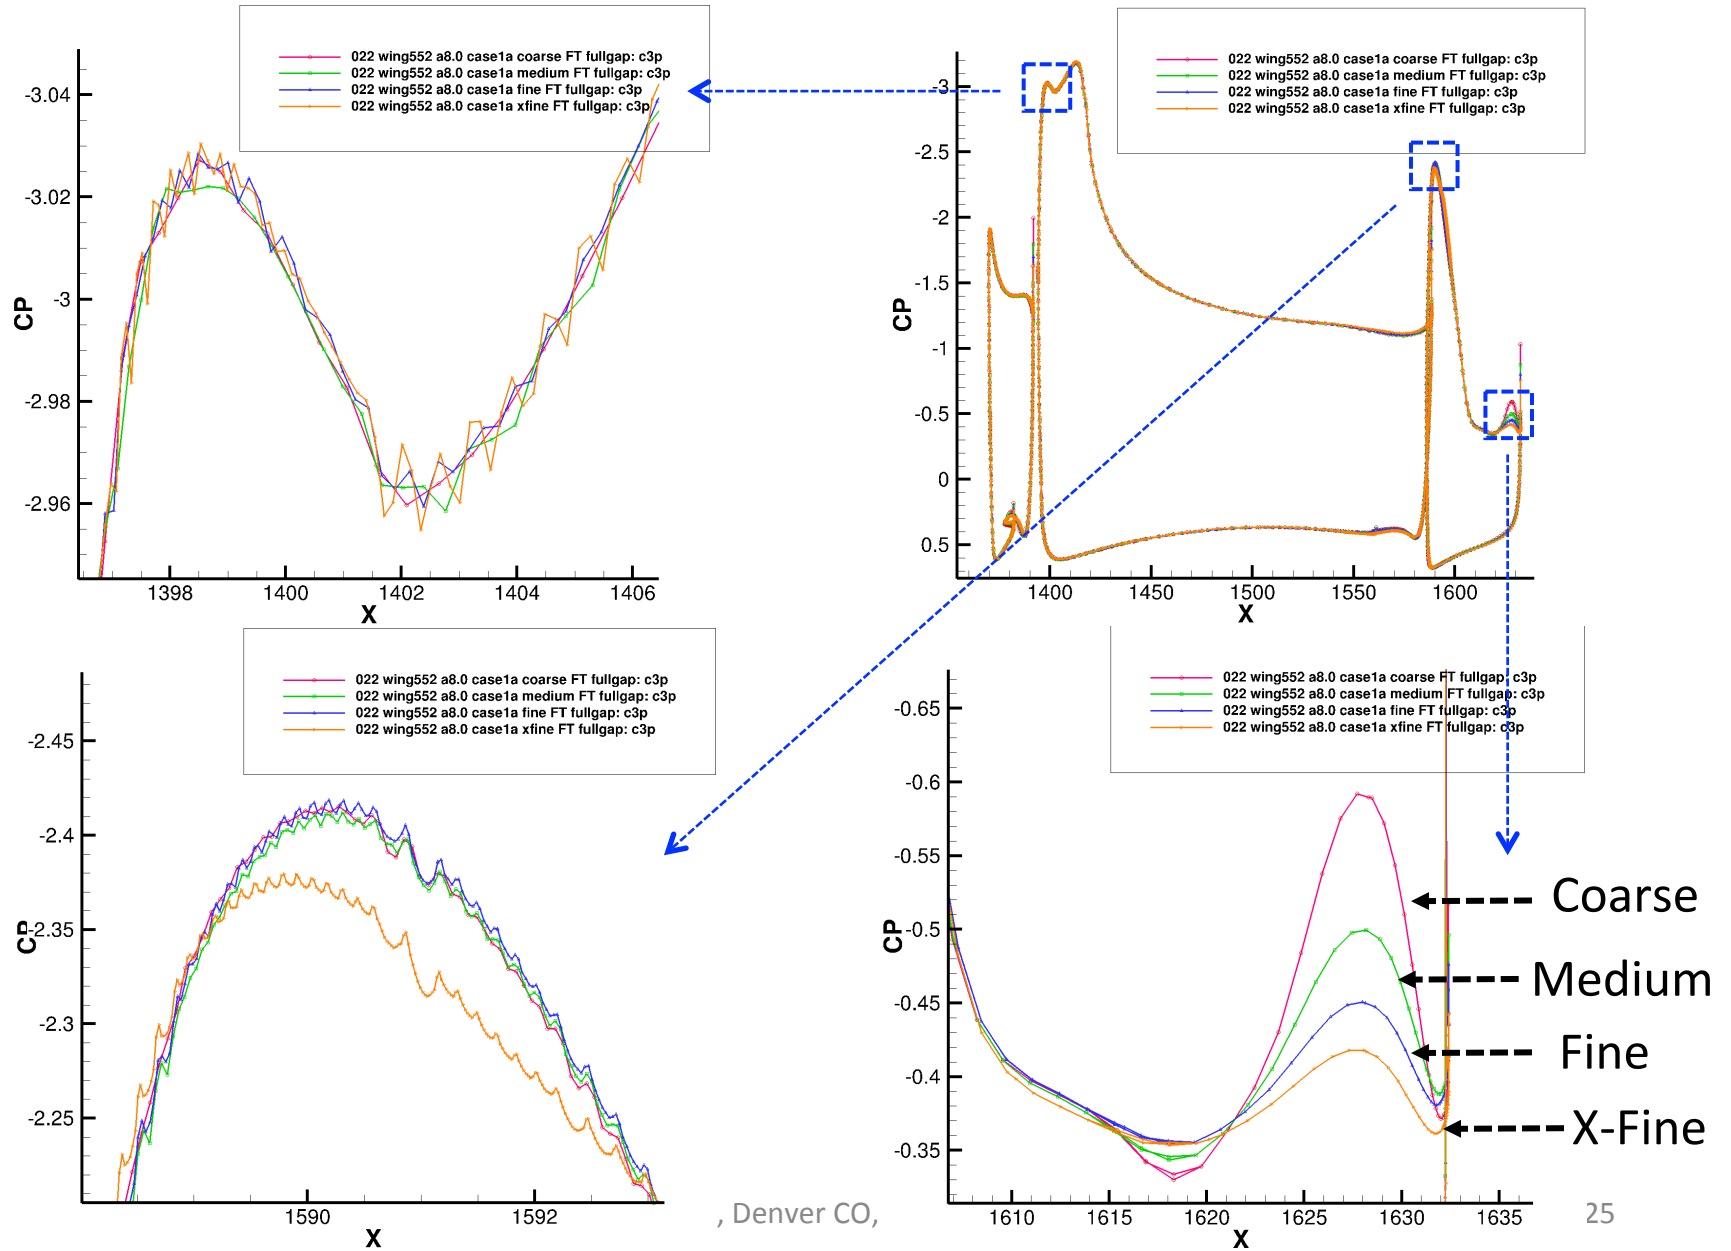 022 wing552 a8.0 case1a coarse FT fullgap: c3p
022 wing552 a8.0 case1a medium FT fullgap: c3p
022 wing552 a8.0 case1a fine FT fullgap: c3p
022 wing552 a8.0 case1a xfine FT fullgap: c3p
-3.04
-3.02
-3
-2.98
-2.96
CP
1398
1400
1402
1404
1406
X
022 wing552 a8.0 case1a coarse FT fullgap: c3p
022 wing552 a8.0 case1a medium FT fullgap: c3p
022 wing552 a8.0 case1a fine FT fullgap: c3p
022 wing552 a8.0 case1a xfine FT fullgap: c3p
-3
-2.5
-2
-1.5
-1
-0.5
0
0.5
CP
1400
1450
1500
1550
1600
X
022 wing552 a8.0 case1a coarse FT fullgap: c3p
022 wing552 a8.0 case1a medium FT fullgap: c3p
022 wing552 a8.0 case1a fine FT fullgap: c3p
022 wing552 a8.0 case1a xfine FT fullgap: c3p
-2.45
-2.4
-2.35
-2.3
-2.25
CP
1590
1592
X
022 wing552 a8.0 case1a coarse FT fullgap: c3p
022 wing552 a8.0 case1a medium FT fullgap: c3p
022 wing552 a8.0 case1a fine FT fullgap: c3p
022 wing552 a8.0 case1a xfine FT fullgap: c3p
-0.65
-0.6
-0.55
-0.5
-0.45
-0.4
-0.35
CP
1610
1615
1620
1625
1630
1635
X
Coarse
Medium
Fine
X-Fine
, Denver CO,
25